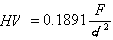 HV = 0.1891 F/d²